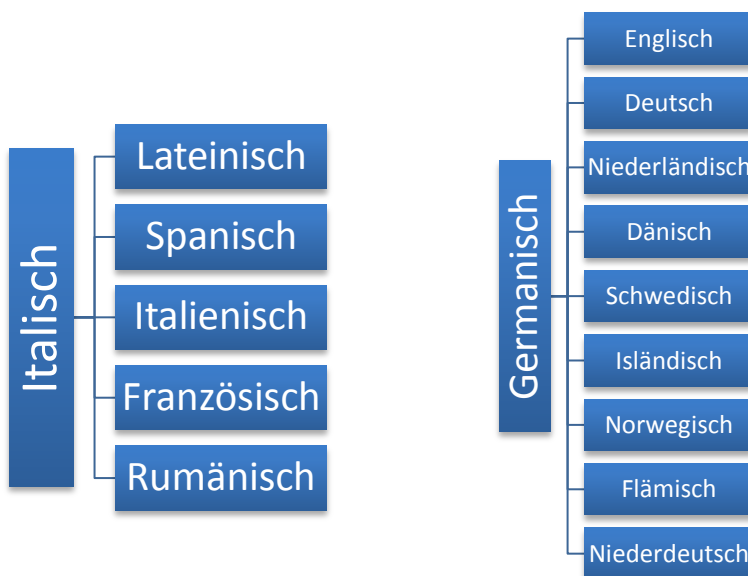 Italisch
Lateinisch
Spanisch
Italienisch
Französisch
Rumänisch
Germanisch
Englisch
Deutsch
Niederländisch
Dänisch
Schwedisch
Isländisch
Norwegisch
Flämisch
Niederdeutsch